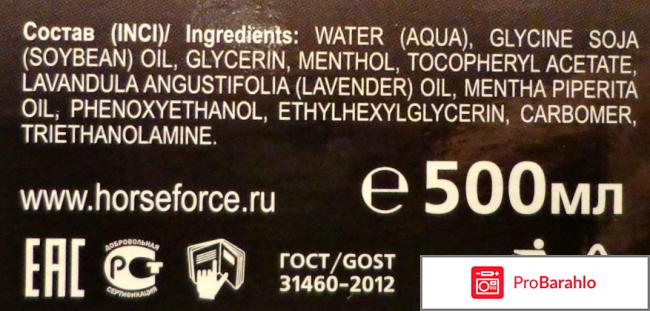 Состав (INCI)/ Ingredients: WATER (AQUA), GLYCINE SOJA
(SOYBEAN) OIL, GLYCERIN, MENTHOL, TOCOPHERYL ACETATE,
LAVANDULA ANGUSTIFOLIA (LAVENDER) OIL, MENTHA PIPERITA
OIL, PHENOXYETHANOL, ETHYLHEXYLGLYCERIN, CARBOMER,
TRIETHANOLAMINE.
www.horseforce.ru
℮ 500мл
ЕАС
ДОБРОВОЛЬНАЯ
РСТ
СЕРТИФИКАЦИЯ
ГОСТ/GOST
31460-2012
ProBarahlo